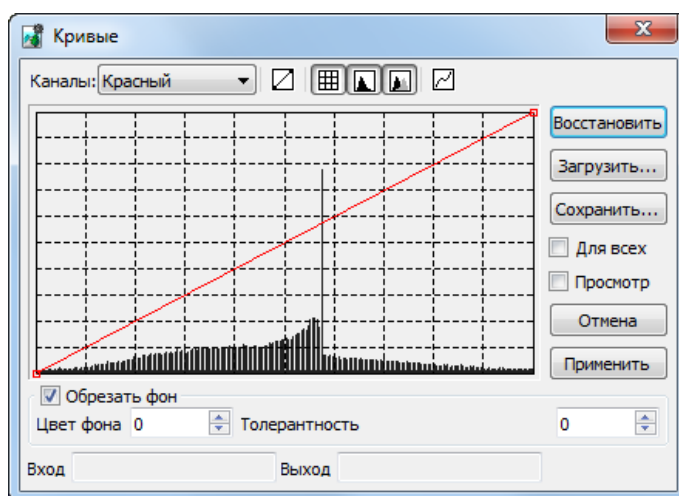 Кривые
Каналы: Красный
Восстановить
Загрузить...
Сохранить...
Для всех
Просмотр
Отмена
Применить
Обрезать фон
Цвет фона 0 Толерантность 0
Вход Выход